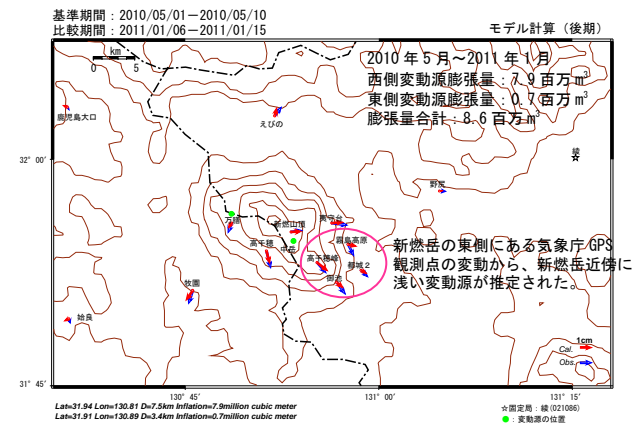 基準期間：2010/05/01－2010/05/10
比較期間：2011/01/06－2011/01/15
モデル計算（後期）
km
0 5
2010年5月～2011年1月
西側変動源膨張量：7.9百万m3
東側変動源膨張量：0.7百万m3
膨張量合計：8.6百万m3
鹿児島大口
えびの
綾
32° 00'
野尻
万膳
新燃山頂
夷守台
霧島高原
中岳
高千穂
高千穂峰
都城２
御池
新燃岳の東側にある気象庁GPS
観測点の変動から、新燃岳近傍に
浅い変動源が推定された。
牧園
姶良
1cm
Cal.
Obs.
31° 45'
130° 45'
131° 00'
131° 15'
Lat=31.94 Lon=130.81 D=7.5km Inflation=7.9million cubic meter
Lat=31.91 Lon=130.89 D=3.4km Inflation=0.7million cubic meter
☆固定局：綾(021086)
●：変動源の位置